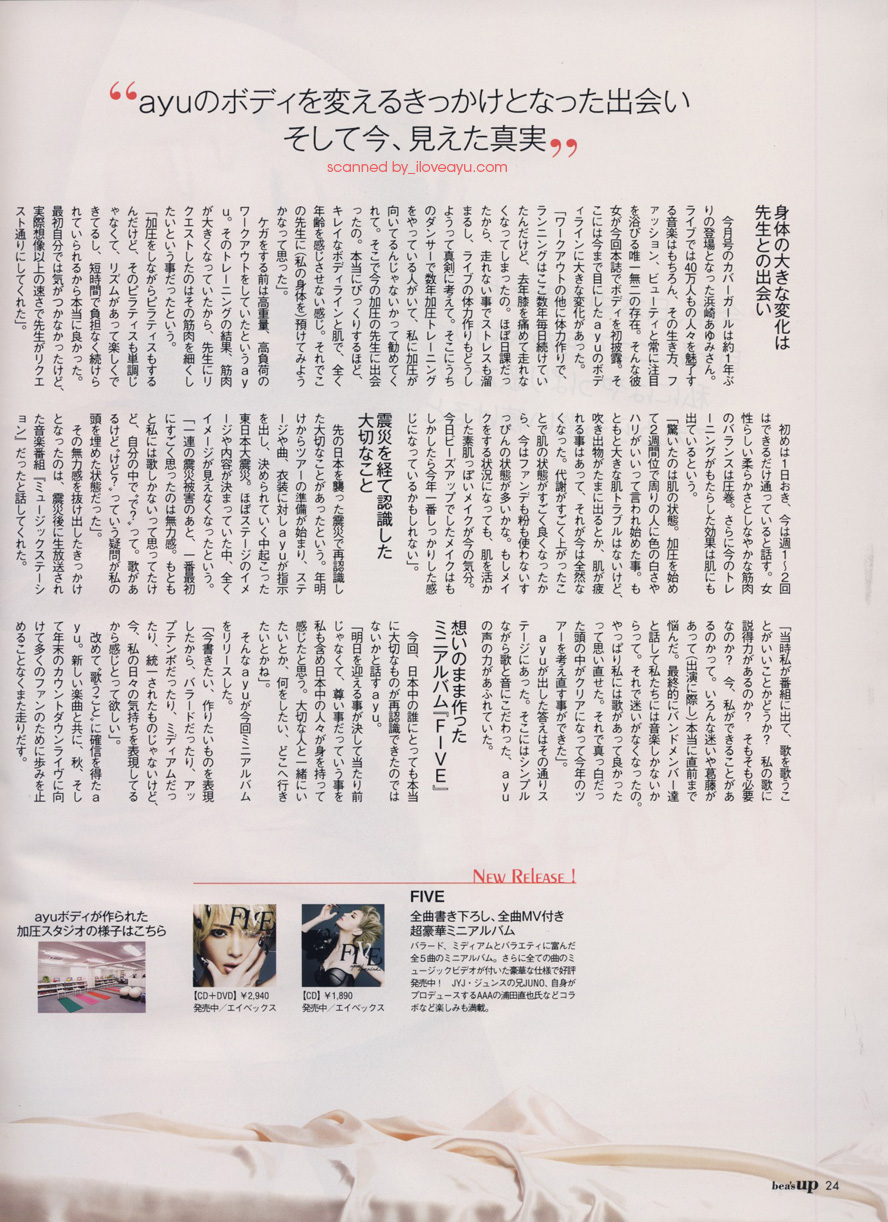 “ayuのボディを変えるきっかけとなった出会い
そして今、見えた真実”
scanned by_iloveayu.com
身体の大きな変化は
先生との出会い
　今月号のカバーガールは約１年ぶ
りの登場となった浜崎あゆみさん。
ライブでは40万人もの人々を魅了す
る音楽はもちろん、その生き方、フ
ァッション、ビューティと常に注目
を浴びる唯一無二の存在。そんな彼
女が今回本誌でボディを初披露。そ
こには今まで目にしたａｙｕのボデ
ィラインに大きな変化があった。
「ワークアウトの他に体力作りで、
ランニングはここ数年毎日続けてい
たんだけど、去年膝を痛めて走れな
くなってしまったの。ほぼ日課だっ
たから、走れない事でストレスも溜
まるし、ライブの体力作りもどうし
ようって真剣に考えて。そこにうち
のダンサーで数年加圧トレーニング
をやっている人がいて、私に加圧が
向いてるんじゃないかって勧めてく
れて。そこで今の加圧の先生に出会
ったの。本当にびっくりするほど、
キレイなボディラインと肌で、全く
年齢を感じさせない感じ。それでこ
の先生に（私の身体を）預けてみよう
かなって思った」。
　ケガをする前は高重量、高負荷の
ワークアウトをしていたというａｙ
ｕ。そのトレーニングの結果、筋肉
が大きくなっていたから、先生にリ
クエストしたのはその筋肉を細くし
たいという事だったという。
「加圧をしながらピラティスもする
んだけど、そのピラティスも単調じ
ゃなくて、リズムがあって楽しくで
きてるし、短時間で負担なく続けら
れていられるから本当に良かった。
最初自分では気がつかなかったけど、
実際想像以上の速さで先生がリクエ
スト通りにしてくれた」。
　初めは１日おき、今は週１〜２回
はできるだけ通っていると話す。女
性らしい柔らかさとしなやかな筋肉
のバランスは圧巻。さらに今のトレ
ーニングがもたらした効果は肌にも
出ているという。
「驚いたのは肌の状態。加圧を始め
て２週間位で周りの人に色の白さや
ハリがいいって言われ始めた事。も
ともと大きな肌トラブルはないけど、
吹き出物がたまに出るとか、肌が疲
れる事はあって、それが今は全然な
くなった。代謝がすごく上がったこ
とで肌の状態がすごく良くなったか
ら、今はファンデも粉も使わないす
っぴんの状態が多いかな。もしメイ
クをする状況になっても、肌を活か
した素肌っぽいメイクが今の気分。
今日ビーズアップでしたメイクはも
しかしたら今年一番しっかりした感
じになっているかもしれない」。
震災を経て認識した
大切なこと
　先の日本を襲った震災で再認識し
た大切なことがあったという。年明
けからツアーの準備が始まり、ステ
ージや曲、衣装に対しａｙｕが指示
を出し、決められていく中起こった
東日本大震災。ほぼステージのイメ
ージや内容が決まっていた中、全く
イメージが見えなくなったという。
「一連の震災被害のあと、一番最初
にすごく思ったのは無力感。もとも
と私には歌しかないって思ってたけ
ど、自分の中で〝で？〟って。歌があ
るけど〝けど？〟っていう疑問が私の
頭を埋めた状態だった」。
　その無力感を抜け出したきっかけ
となったのは、震災後に生放送され
た音楽番組『ミュージックステーシ
ョン』だったと話してくれた。
「当時私が番組に出て、歌を歌うこ
とがいいことかどうか？　私の歌に
説得力があるのか？　そもそも必要
なのか？　今、私ができることがあ
るのかって。いろんな迷いや葛藤が
あって（出演に際し）本当に直前まで
悩んだ。最終的にバンドメンバー達
と話して私たちには音楽しかないか
らって。それで迷いがなくなったの。
やっぱり私には歌があって良かった
って思い直せた。それで真っ白だっ
た頭の中がクリアになって今年のツ
アーを考え直す事ができた」。
　ａｙｕが出した答えはその通りス
テージにあった。そこにはシンプル
ながら歌と音にこだわった、ａｙｕ
の声の力があふれていた。
想いのまま作った
ミニアルバム『ＦＩＶＥ』
　今回、日本中の誰にとっても本当
に大切なものが再認識できたのでは
ないかと話すａｙｕ。
「明日を迎える事が決して当たり前
じゃなくて、尊い事だっていう事を
私も含め日本中の人々が身を持って
感じたと思う。大切な人と一緒にい
たいとか、何をしたい、どこへ行き
たいとかね」。
　そんなａｙｕが今回ミニアルバム
をリリースした。
「今書きたい、作りたいものを表現
したから、バラードだったり、アッ
プテンポだったり、ミディアムだっ
たり、統一されたものじゃないけど、
今、私の日々の気持ちを表現してる
から感じとって欲しい」。
　改めて〝歌うこと〟に確信を得たａ
ｙｕ。新しい楽曲と共に、秋、そし
て年末のカウントダウンライヴに向
けて多くのファンのために歩みを止
めることなくまた走りだす。
NEW RELEASE !
ayuボディが作られた
加圧スタジオの様子はこちら
FIVE
【CD＋DVD】￥2,940
発売中／エイベックス
FIVE
【CD】￥1,890
発売中／エイベックス
FIVE
全曲書き下ろし、全曲MV付き
超豪華ミニアルバム
バラード、ミディアムとバラエティに富んだ
全５曲のミニアルバム。さらに全ての曲のミ
ュージックビデオが付いた豪華な仕様で好評
発売中！　JYJ・ジュンスの兄JUNO、自身が
プロデュースするAAAの浦田直也氏などコラ
ボなど楽しみも満載。
bea's up 24